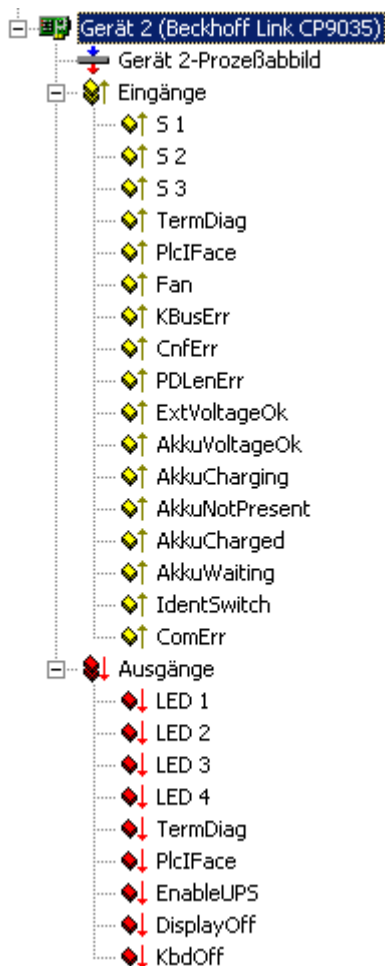 Gerät 2 (Beckhoff Link CP9035)
Gerät 2-Prozeßabbild
Eingänge
S 1
S 2
S 3
TermDiag
PlcIFace
Fan
KBusErr
CnfErr
PDLenErr
ExtVoltageOk
AkkuVoltageOk
AkkuCharging
AkkuNotPresent
AkkuCharged
AkkuWaiting
IdentSwitch
ComErr
Ausgänge
LED 1
LED 2
LED 3
LED 4
TermDiag
PlcIFace
EnableUPS
DisplayOff
KbdOff